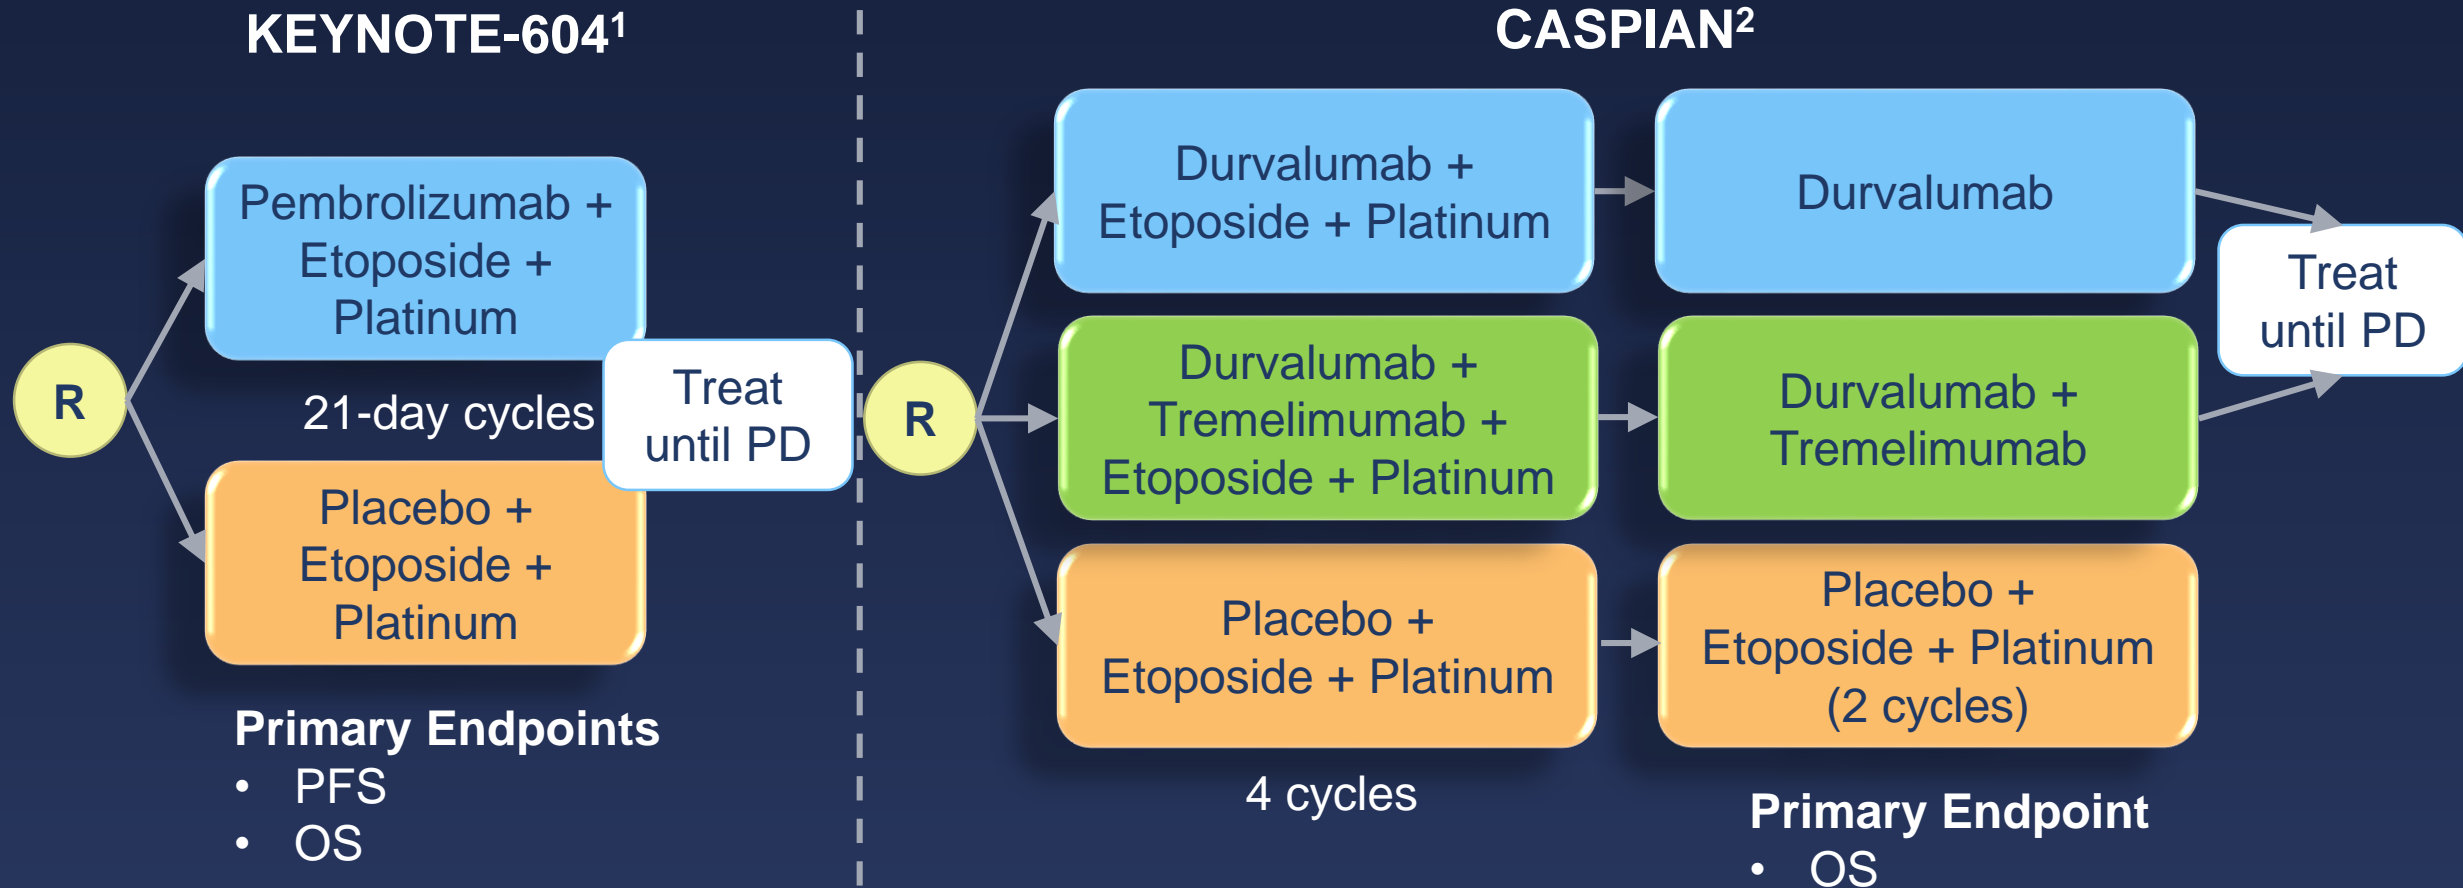 KEYNOTE-604¹
R
Pembrolizumab +
Etoposide +
Platinum
21-day cycles
Treat
until PD
Placebo +
Etoposide +
Platinum
Primary Endpoints
• PFS
• OS
CASPIAN²
R
Durvalumab +
Etoposide + Platinum
Durvalumab
Durvalumab +
Tremelimumab +
Etoposide + Platinum
Durvalumab +
Tremelimumab
Treat
until PD
Placebo +
Etoposide + Platinum
Placebo +
Etoposide + Platinum
(2 cycles)
4 cycles
Primary Endpoint
• OS